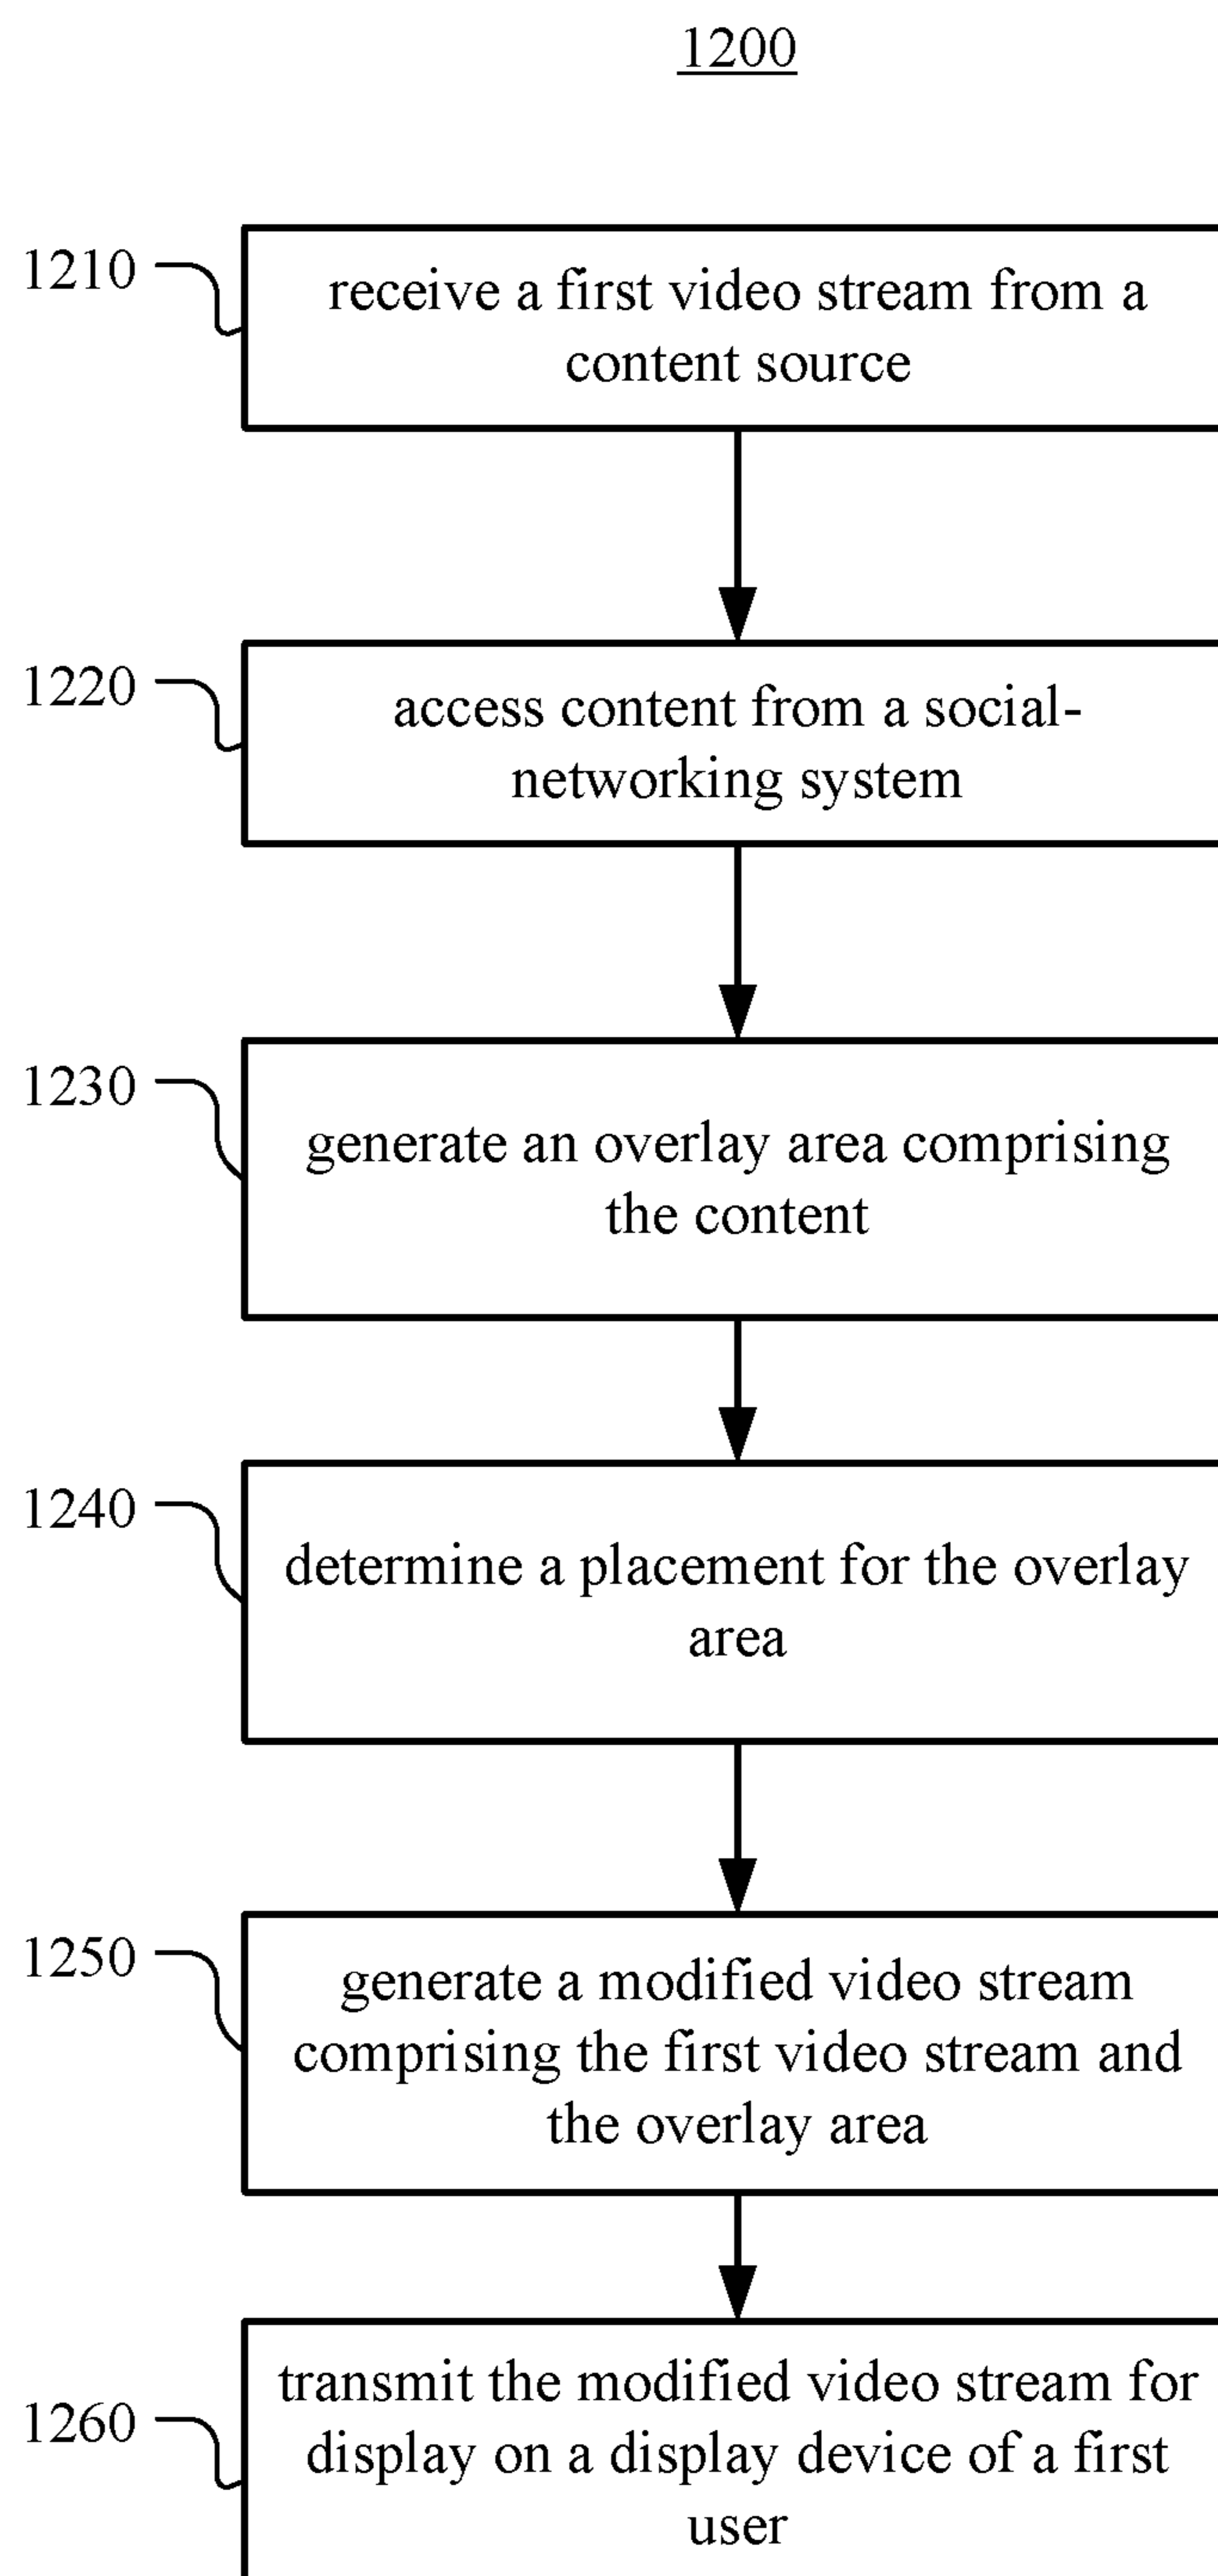 1200
1210
receive a first video stream from a
content source
1220
access content from a social-
networking system
1230
generate an overlay area comprising
the content
1240
determine a placement for the overlay
area
1250
generate a modified video stream
comprising the first video stream and
the overlay area
1260
transmit the modified video stream for
display on a display device of a first
user